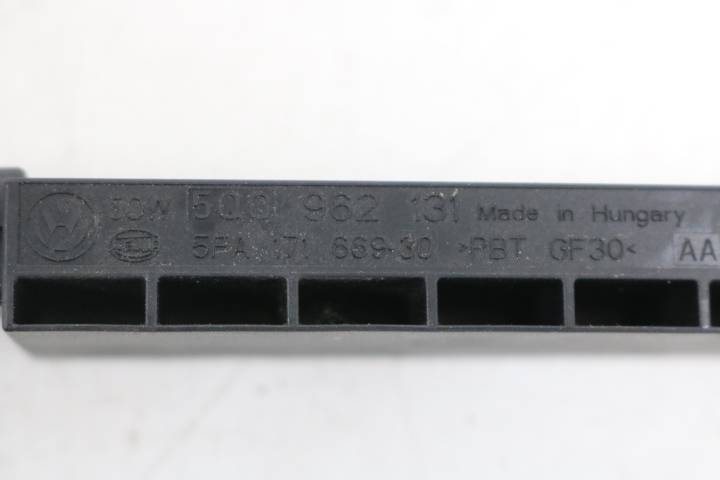 5Q0 962 131 Made in Hungary
5PA 171 669-30 >PBT GF30< AA